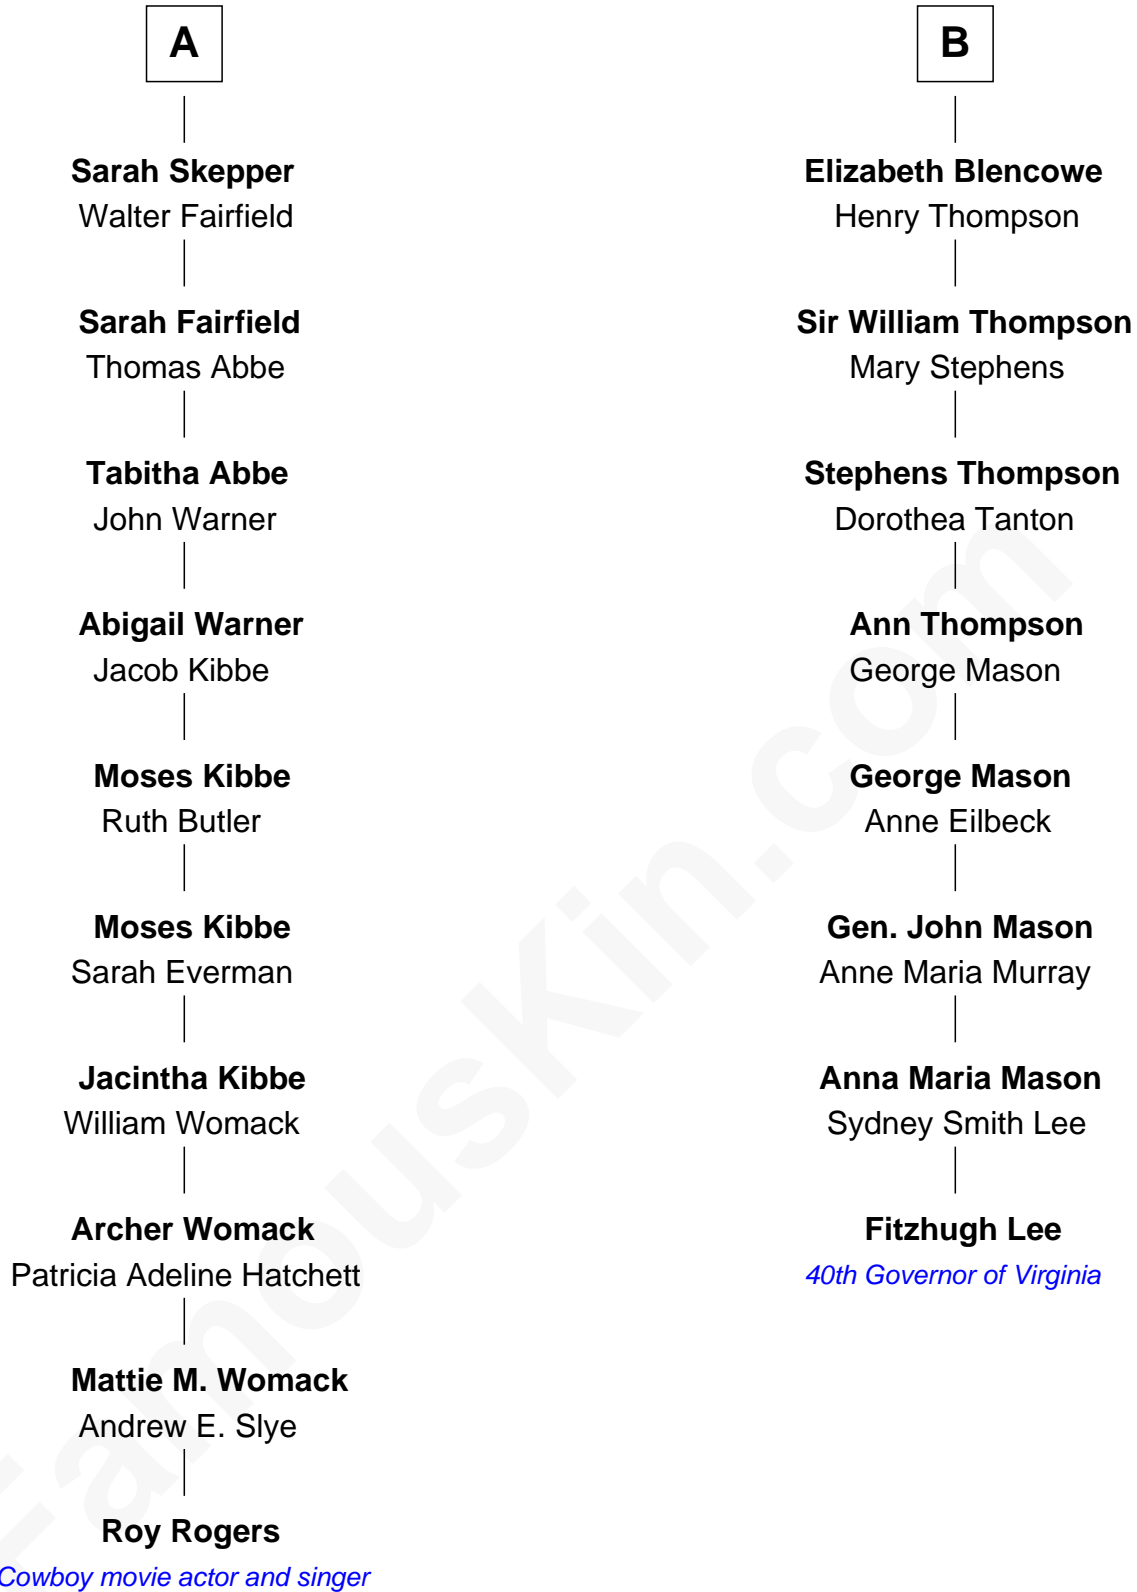 A
Sarah Skepper
Walter Fairfield
Sarah Fairfield
Thomas Abbe
Tabitha Abbe
John Warner
Abigail Warner
Jacob Kibbe
Moses Kibbe
Ruth Butler
Moses Kibbe
Sarah Everman
Jacintha Kibbe
William Womack
Archer Womack
Patricia Adeline Hatchett
Mattie M. Womack
Andrew E. Slye
Roy Rogers
Cowboy movie actor and singer
B
Elizabeth Blencowe
Henry Thompson
Sir William Thompson
Mary Stephens
Stephens Thompson
Dorothea Tanton
Ann Thompson
George Mason
George Mason
Anne Eilbeck
Gen. John Mason
Anne Maria Murray
Anna Maria Mason
Sydney Smith Lee
Fitzhugh Lee
40th Governor of Virginia
FamousKin.com